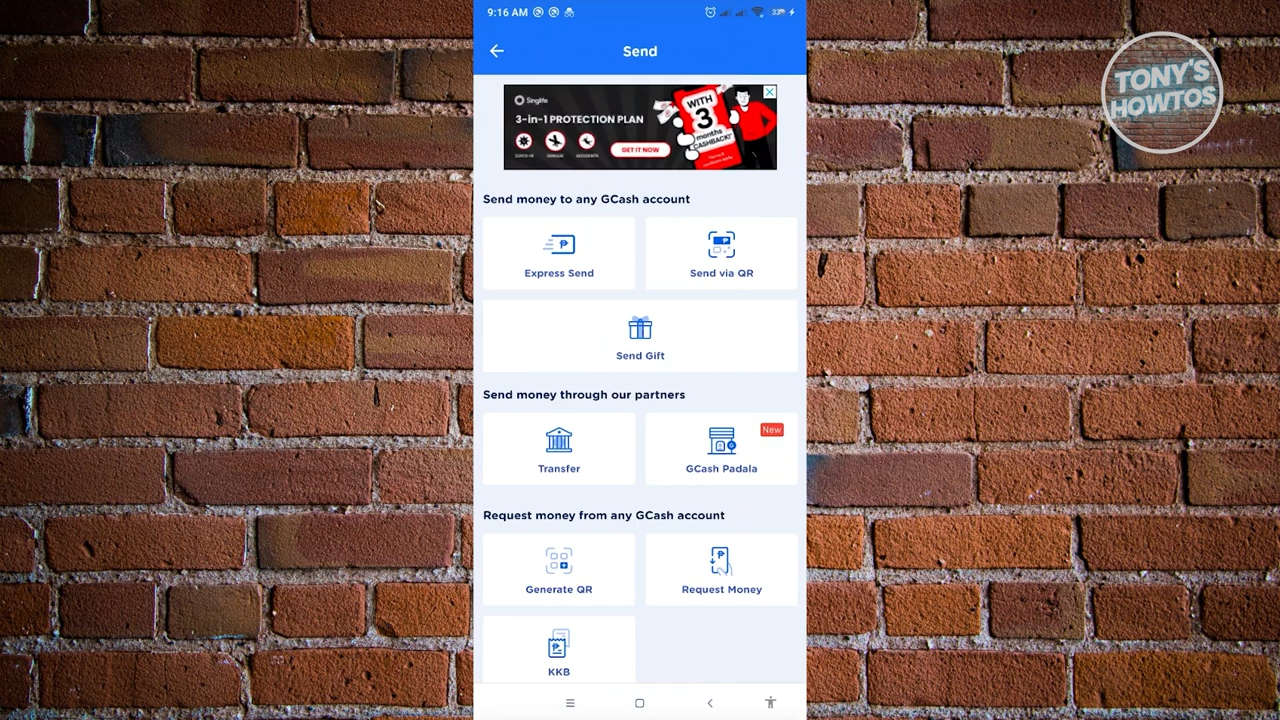 9:16 AM
Send
Singlife
3-in-1 PROTECTION PLAN
GET IT NOW
WITH
3
months
CASHBACK!*
TONY'S
HOWTOS
Send money to any GCash account
Express Send
Send via QR
Send Gift
Send money through our partners
New
Transfer
GCash Padala
Request money from any GCash account
Generate QR
Request Money
KKB